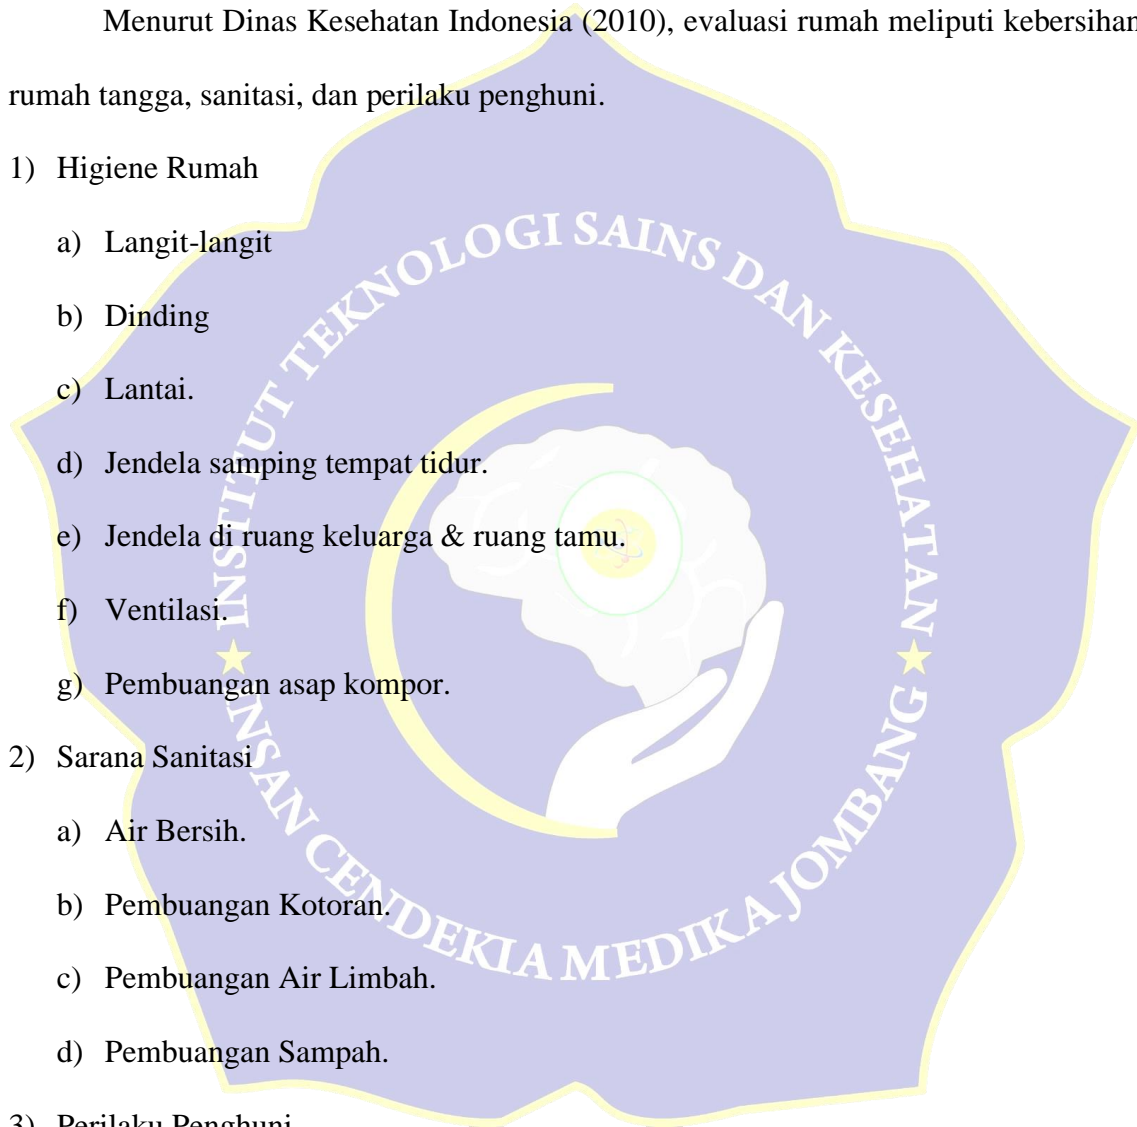 Menurut Dinas Kesehatan Indonesia (2010), evaluasi rumah meliputi kebersihan
rumah tangga, sanitasi, dan perilaku penghuni.
1) Higiene Rumah
a) Langit-langit
b) Dinding
c) Lantai.
d) Jendela samping tempat tidur.
e) Jendela di ruang keluarga & ruang tamu.
f) Ventilasi.
g) Pembuangan asap kompor.
2) Sarana Sanitasi
a) Air Bersih.
b) Pembuangan Kotoran.
c) Pembuangan Air Limbah.
d) Pembuangan Sampah.
3) Perilaku Penghuni
INSTITUT TEKNOLOGI SAINS DAN KESEHATAN
INSAN CENDEKIA MEDIKA JOMBANG